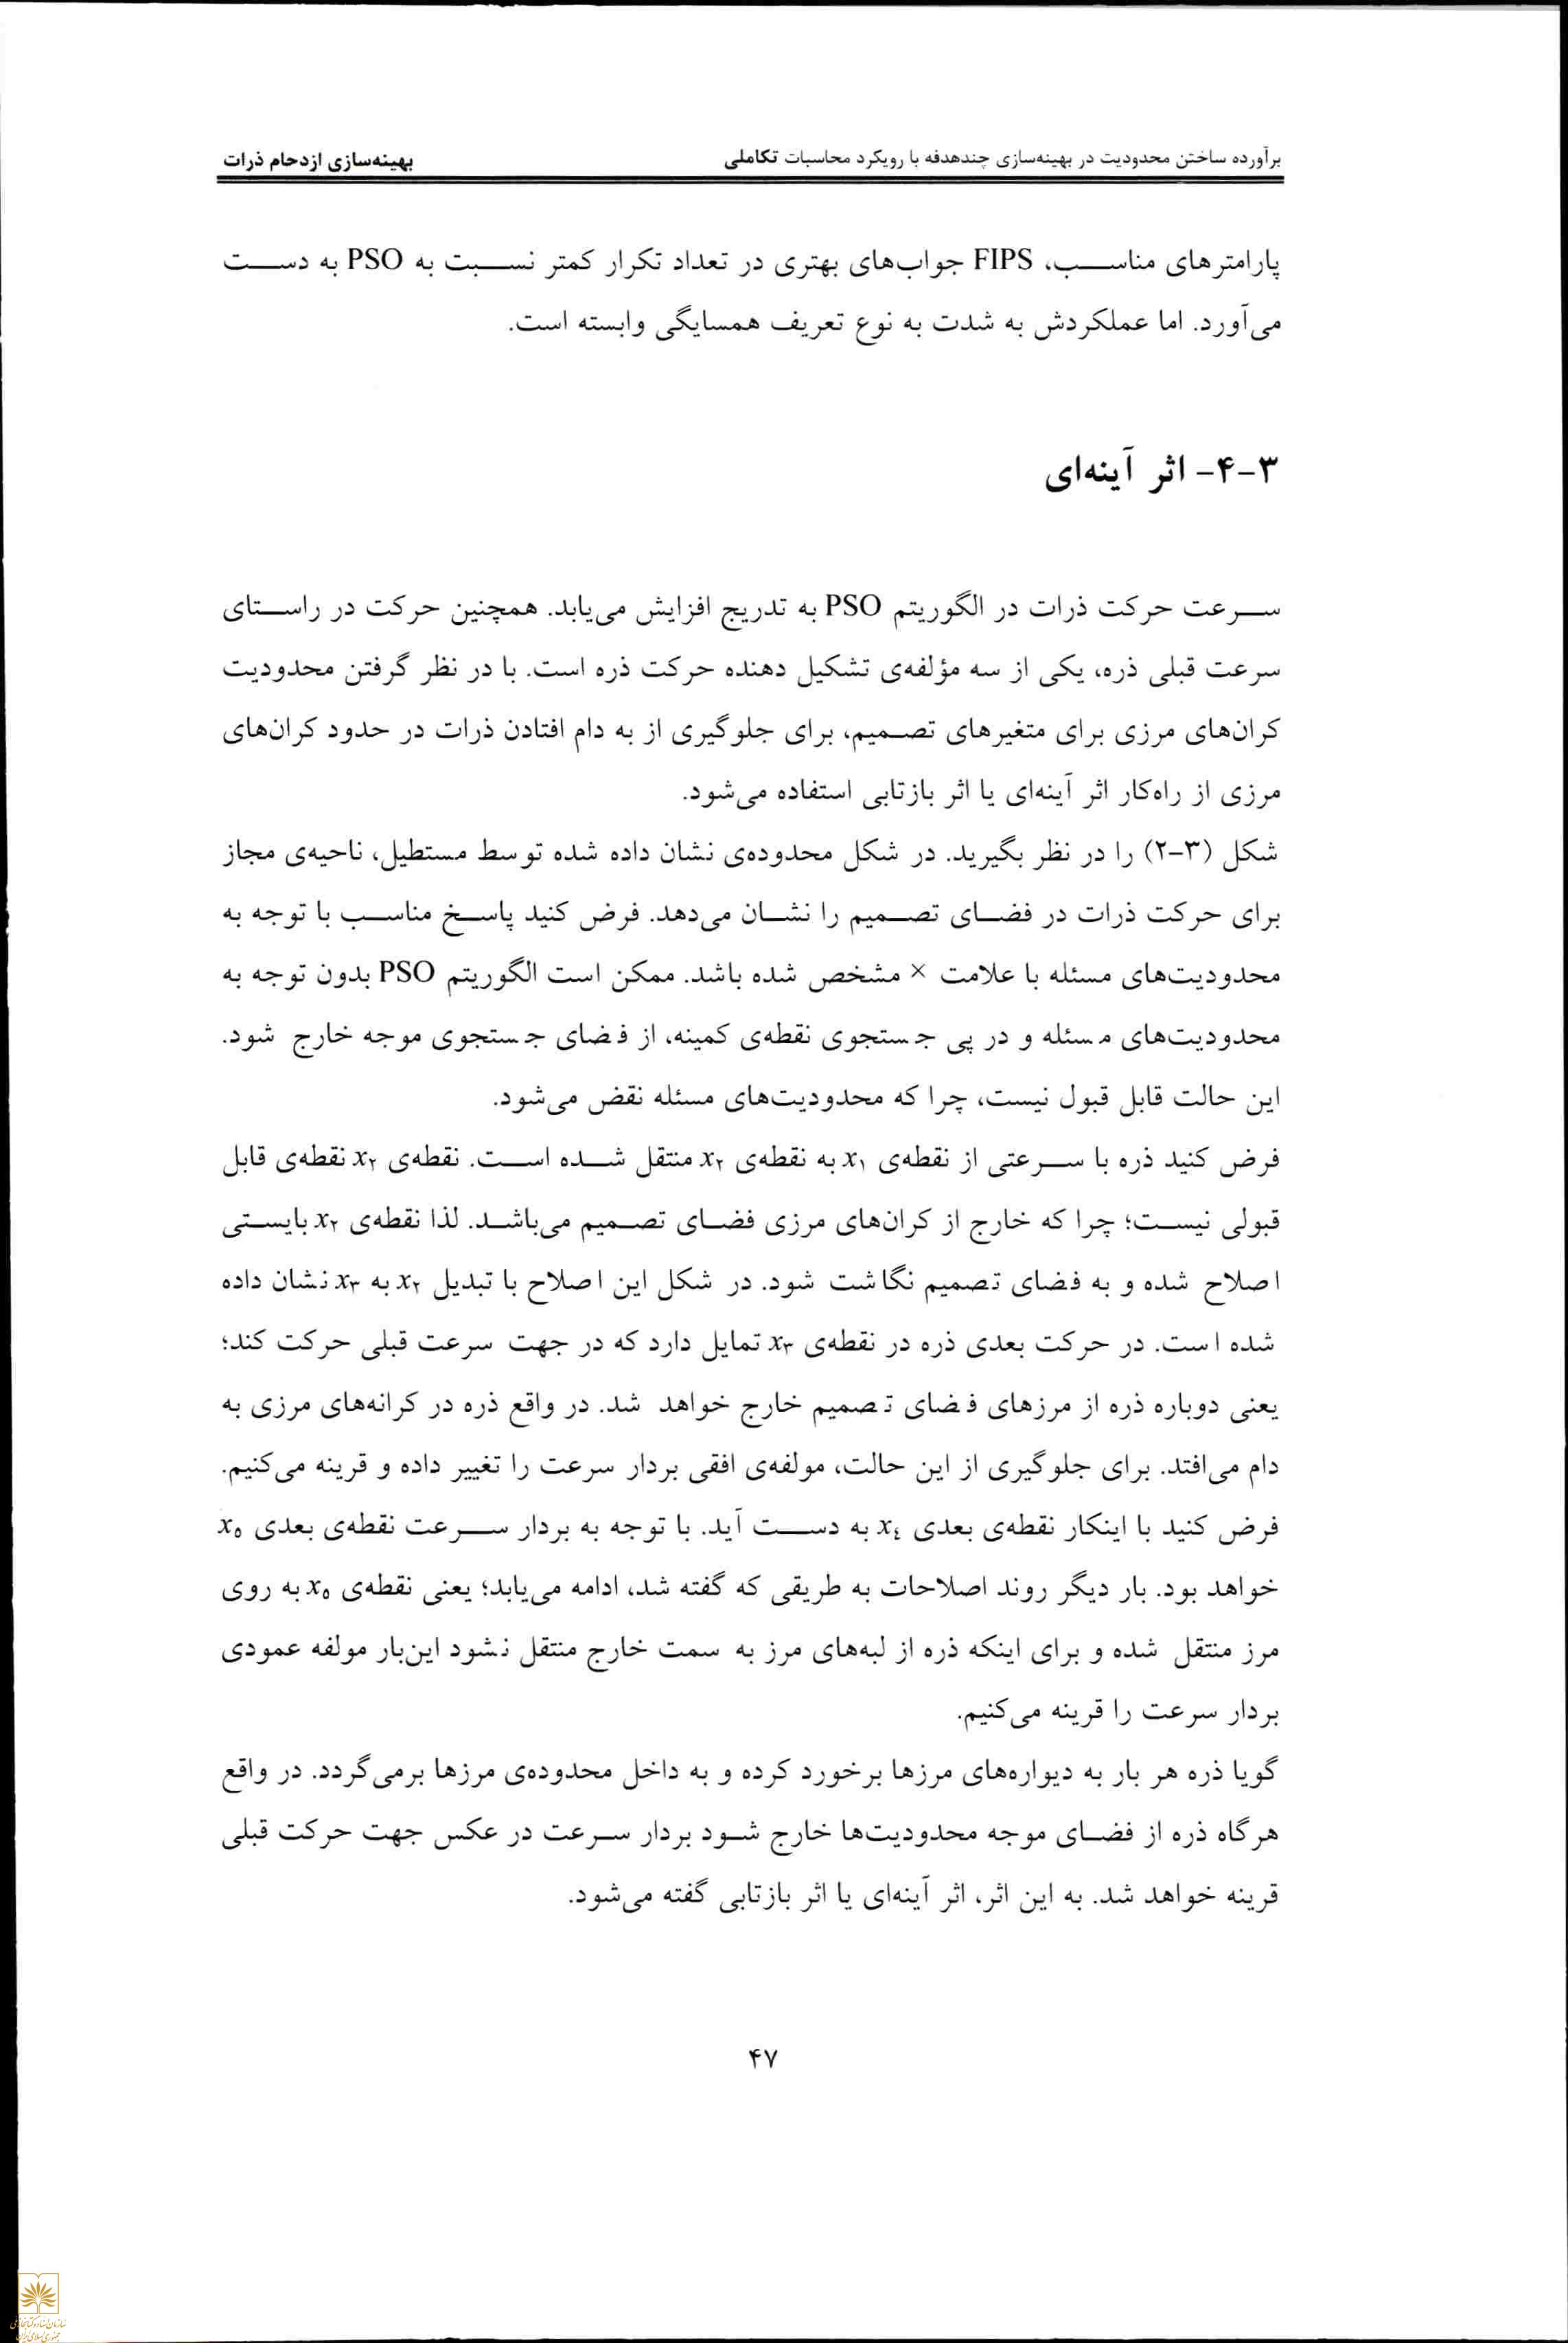 برآورده ساختن محدودیت در بهینه‌سازی چندهدفه با رویکرد محاسبات تکاملی
بهینه‌سازی ازدحام ذرات
پارامترهای مناسب، FIPS جواب‌های بهتری در تعداد تکرار کمتر نسبت به PSO به دست
می‌آورد. اما عملکردش به شدت به نوع تعریف همسایگی وابسته است.
۳-۴- اثر آینه‌ای
سرعت حرکت ذرات در الگوریتم PSO به تدریج افزایش می‌یابد. همچنین حرکت در راستای
سرعت قبلی ذره، یکی از سه مؤلفه‌ی تشکیل دهنده حرکت ذره است. با در نظر گرفتن محدودیت
کران‌های مرزی برای متغیرهای تصمیم، برای جلوگیری از به دام افتادن ذرات در حدود کران‌های
مرزی از راه‌کار اثر آینه‌ای یا اثر بازتابی استفاده می‌شود.
شکل (۳-۲) را در نظر بگیرید. در شکل محدوده‌ی نشان داده شده توسط مستطیل، ناحیه‌ی مجاز
برای حرکت ذرات در فضای تصمیم را نشان می‌دهد. فرض کنید پاسخ مناسب با توجه به
محدودیت‌های مسئله با علامت × مشخص شده باشد. ممکن است الگوریتم PSO بدون توجه به
محدودیت‌های مسئله و در پی جستجوی نقطه‌ی کمینه، از فضای جستجوی موجه خارج شود.
این حالت قابل قبول نیست، چرا که محدودیت‌های مسئله نقض می‌شود.
فرض کنید ذره با سرعتی از نقطه‌ی x₁ به نقطه‌ی x₂ منتقل شده است. نقطه‌ی x₂ نقطه‌ی قابل
قبولی نیست؛ چرا که خارج از کران‌های مرزی فضای تصمیم می‌باشد. لذا نقطه‌ی x₂ بایستی
اصلاح شده و به فضای تصمیم نگاشت شود. در شکل این اصلاح با تبدیل x₂ به x₃ نشان داده
شده است. در حرکت بعدی ذره در نقطه‌ی x₃ تمایل دارد که در جهت سرعت قبلی حرکت کند؛
یعنی دوباره ذره از مرزهای فضای تصمیم خارج خواهد شد. در واقع ذره در کرانه‌های مرزی به
دام می‌افتد. برای جلوگیری از این حالت، مولفه‌ی افقی بردار سرعت را تغییر داده و قرینه می‌کنیم.
فرض کنید با اینکار نقطه‌ی بعدی x₄ به دست آید. با توجه به بردار سرعت نقطه‌ی بعدی x₅
خواهد بود. بار دیگر روند اصلاحات به طریقی که گفته شد، ادامه می‌یابد؛ یعنی نقطه‌ی x₅ به روی
مرز منتقل شده و برای اینکه ذره از لبه‌های مرز به سمت خارج منتقل نشود این‌بار مولفه عمودی
بردار سرعت را قرینه می‌کنیم.
گویا ذره هر بار به دیواره‌های مرزها برخورد کرده و به داخل محدوده‌ی مرزها برمی‌گردد. در واقع
هرگاه ذره از فضای موجه محدودیت‌ها خارج شود بردار سرعت در عکس جهت حرکت قبلی
قرینه خواهد شد. به این اثر، اثر آینه‌ای یا اثر بازتابی گفته می‌شود.
۴۷
سازمان اسناد و کتابخانه ملی
جمهوری اسلامی ایران